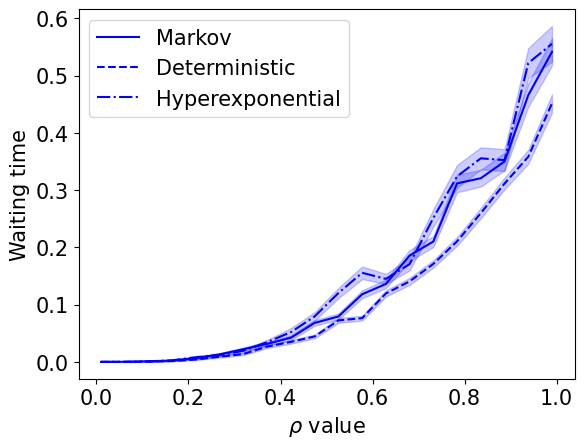 Markov
Deterministic
Hyperexponential
Waiting time
0.6
0.5
0.4
0.3
0.2
0.1
0.0
0.0 0.2 0.4 0.6 0.8 1.0
ρ value